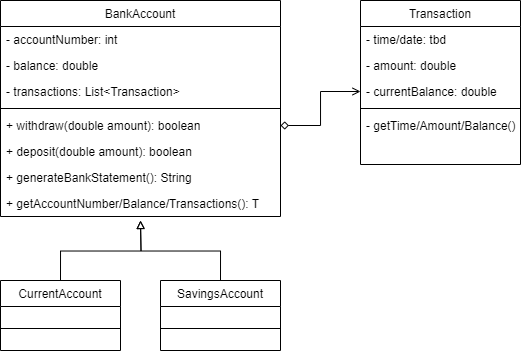 BankAccount
- accountNumber: int
- balance: double
- transactions: List<Transaction>
+ withdraw(double amount): boolean
+ deposit(double amount): boolean
+ generateBankStatement(): String
+ getAccountNumber/Balance/Transactions(): T
Transaction
- time/date: tbd
- amount: double
- currentBalance: double
- getTime/Amount/Balance()
CurrentAccount
SavingsAccount